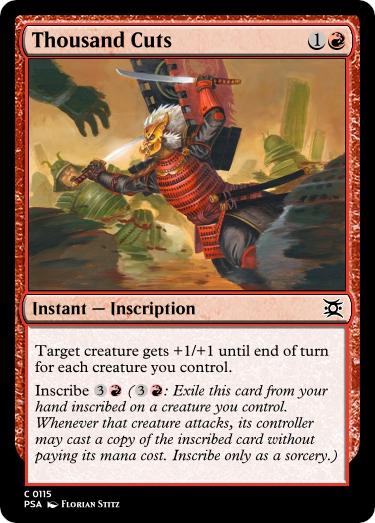 Thousand Cuts 1
Instant — Inscription
Target creature gets +1/+1 until end of turn
for each creature you control.
Inscribe 3 (3 : Exile this card from your
hand inscribed on a creature you control.
Whenever that creature attacks, its controller
may cast a copy of the inscribed card without
paying its mana cost. Inscribe only as a sorcery.)
C 0115
PSA FLORIAN STITZ